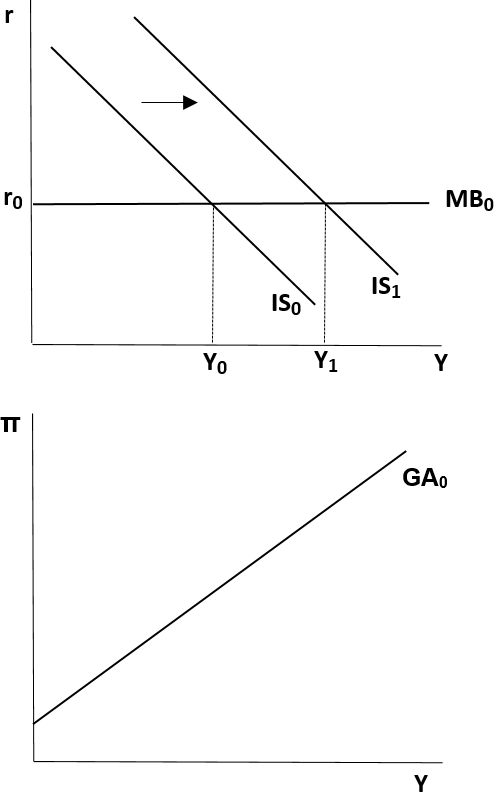 r
r₀
MB₀
IS₀
IS₁
Y₀
Y₁
Y
π
GA₀
Y